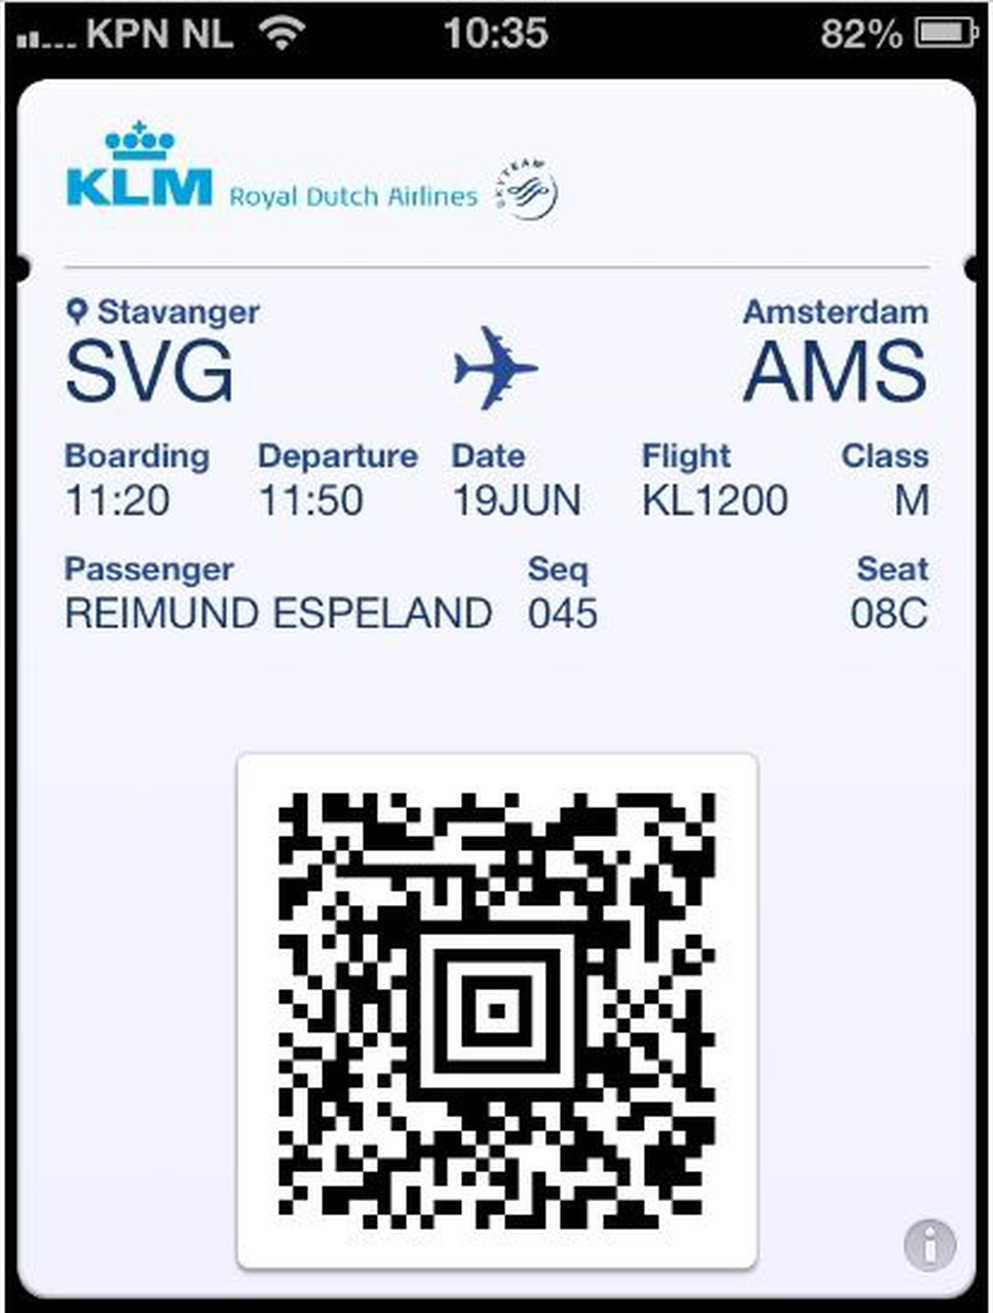 KPN NL 10:35 82%
KLM Royal Dutch Airlines SKYTEAM
Stavanger Amsterdam
SVG AMS
Boarding Departure Date Flight Class
11:20 11:50 19JUN KL1200 M
Passenger Seq Seat
REIMUND ESPELAND 045 08C